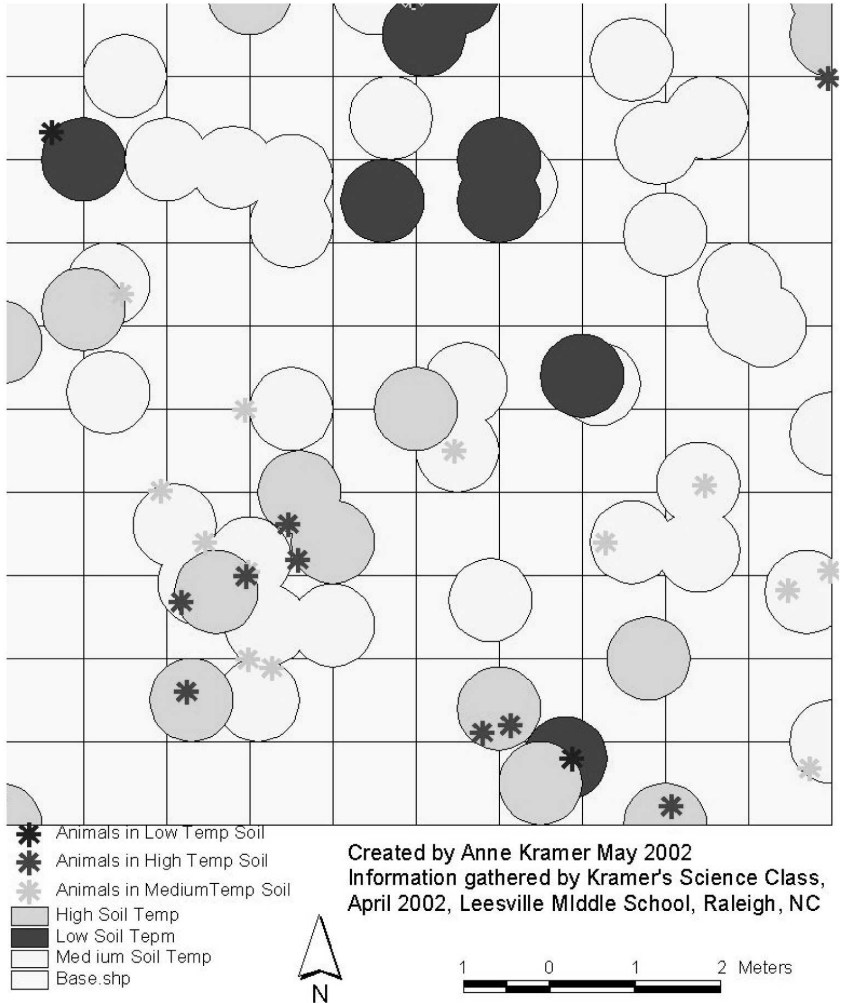 Animals in Low Temp Soil
Animals in High Temp Soil
Animals in MediumTemp Soil
High Soil Temp
Low Soil Tepm
Med ium Soil Temp
Base.shp
Created by Anne Kramer May 2002
Information gathered by Kramer's Science Class,
April 2002, Leesville MIddle School, Raleigh, NC
N
1 0 1 2 Meters